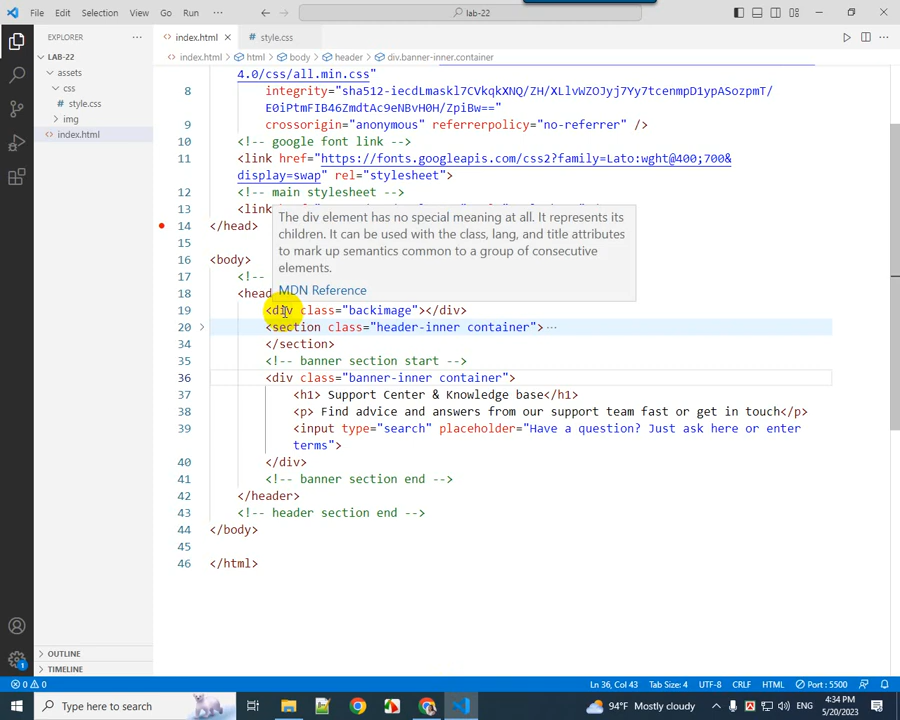 File Edit Selection View Go Run ··· lab-22
EXPLORER ···
LAB-22
assets
css
style.css
img
index.html
OUTLINE
TIMELINE
index.html style.css
index.html > html > body > header > div.banner-inner.container
4.0/css/all.min.css"
8 integrity="sha512-iecdLmaskl7CVkqkXNQ/ZH/XLlvWZOJyj7Yy7tcenmpD1ypASozpmT/
E0iPtmFIB46ZmdtAc9eNBvH0H/ZpiBw=="
9 crossorigin="anonymous" referrerpolicy="no-referrer" />
10 <!-- google font link -->
11 <link href="https://fonts.googleapis.com/css2?family=Lato:wght@400;700&
display=swap" rel="stylesheet">
12 <!-- main stylesheet -->
13 <link
14 </head>
15
16 <body>
17 <!--
18 <head
The div element has no special meaning at all. It represents its
children. It can be used with the class, lang, and title attributes
to mark up semantics common to a group of consecutive
elements.
MDN Reference
19 <div class="backimage"></div>
20 <section class="header-inner container">···
34 </section>
35 <!-- banner section start -->
36 <div class="banner-inner container">
37 <h1> Support Center & Knowledge base</h1>
38 <p> Find advice and answers from our support team fast or get in touch</p>
39 <input type="search" placeholder="Have a question? Just ask here or enter
terms">
40 </div>
41 <!-- banner section end -->
42 </header>
43 <!-- header section end -->
44 </body>
45
46 </html>
1
0 0 Ln 36, Col 43 Tab Size: 4 UTF-8 CRLF HTML Port : 5500
Type here to search 94°F Mostly cloudy ENG 4:34 PM
5/20/2023